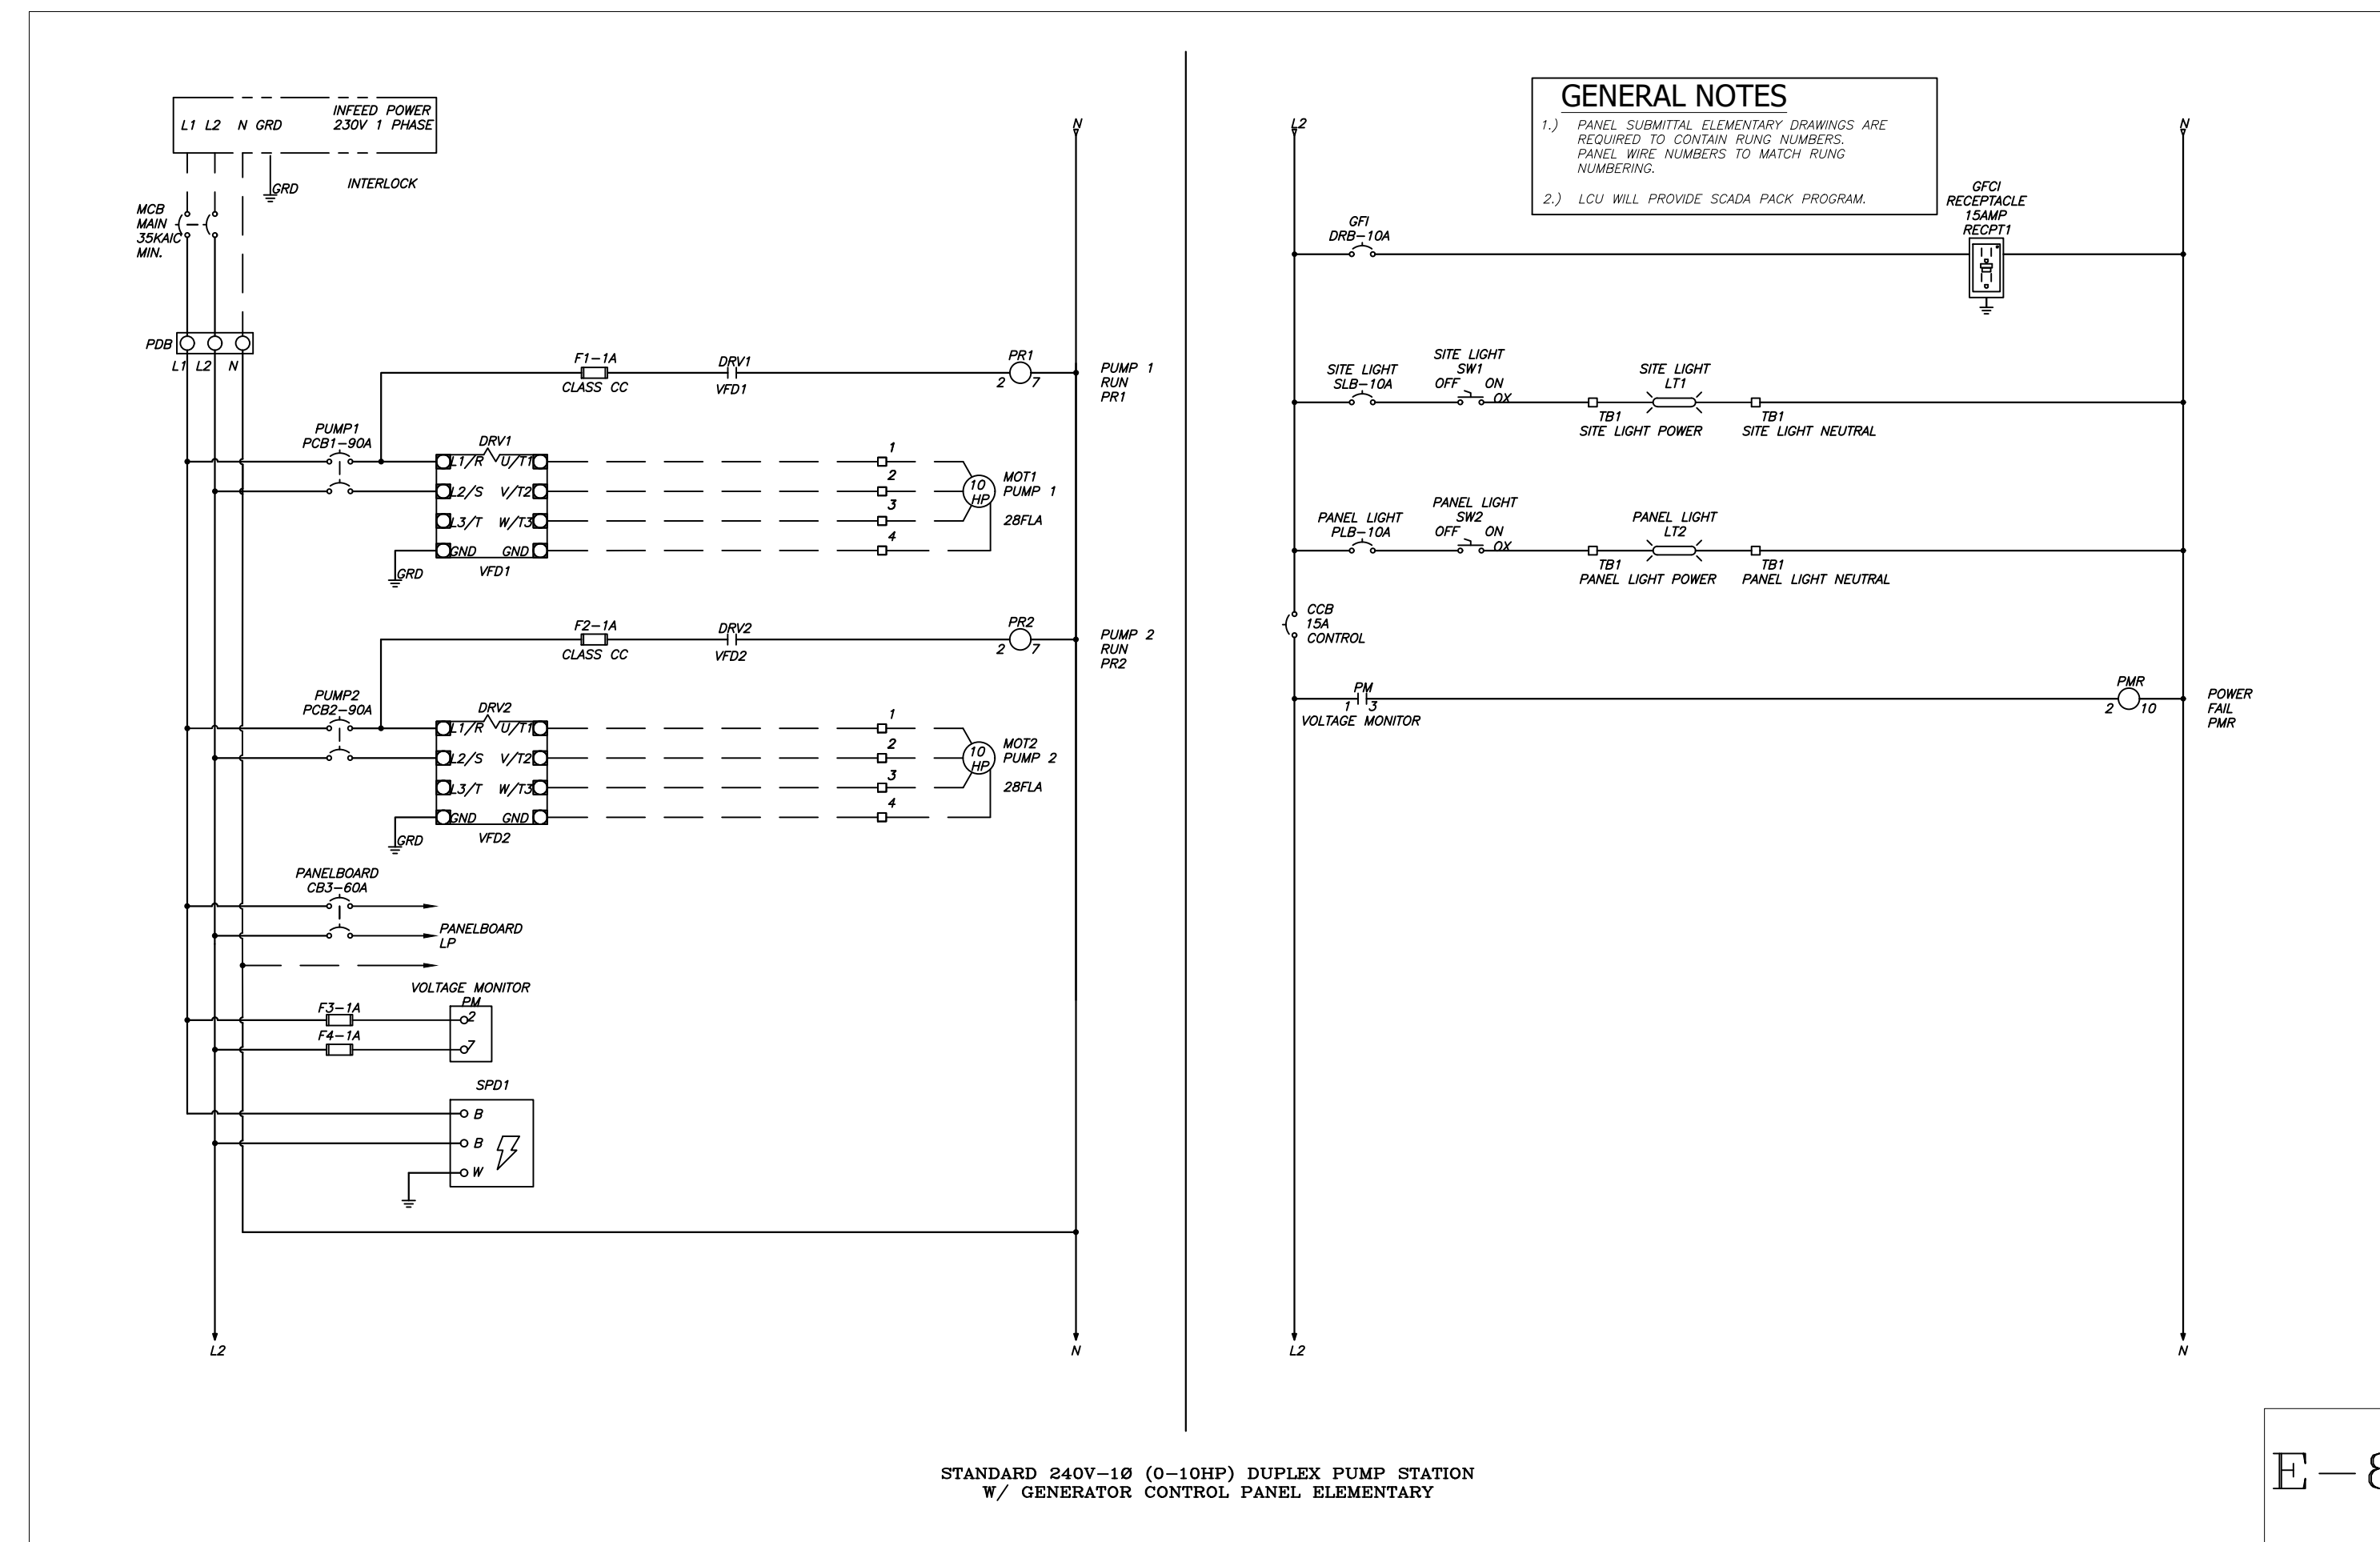 INFEED POWER
L1 L2 N GRD 230V 1 PHASE
GRD
INTERLOCK
MCB
MAIN
35KAIC
MIN.
PDB
L1 L2 N
N
F1-1A
CLASS CC
DRV1
VFD1
PR1
2 7
PUMP 1
RUN
PR1
PUMP1
PCB1-90A
DRV1
L1/R U/T1
L2/S V/T2
L3/T W/T3
GND GND
VFD1
GRD
1
2
3
4
10
HP
MOT1
PUMP 1
28FLA
F2-1A
CLASS CC
DRV2
VFD2
PR2
2 7
PUMP 2
RUN
PR2
PUMP2
PCB2-90A
DRV2
L1/R U/T1
L2/S V/T2
L3/T W/T3
GND GND
VFD2
GRD
1
2
3
4
10
HP
MOT2
PUMP 2
28FLA
PANELBOARD
CB3-60A
PANELBOARD
LP
VOLTAGE MONITOR
PM
F3-1A
2
F4-1A
7
SPD1
B
B
W
L2
N
L2
N
GENERAL NOTES
1.) PANEL SUBMITTAL ELEMENTARY DRAWINGS ARE
REQUIRED TO CONTAIN RUNG NUMBERS.
PANEL WIRE NUMBERS TO MATCH RUNG
NUMBERING.
2.) LCU WILL PROVIDE SCADA PACK PROGRAM.
GFI
DRB-10A
GFCI
RECEPTACLE
15AMP
RECPT1
SITE LIGHT
SLB-10A
SITE LIGHT
SW1
OFF ON
OX
SITE LIGHT
LT1
TB1
SITE LIGHT POWER
TB1
SITE LIGHT NEUTRAL
PANEL LIGHT
PLB-10A
PANEL LIGHT
SW2
OFF ON
OX
PANEL LIGHT
LT2
TB1
PANEL LIGHT POWER
TB1
PANEL LIGHT NEUTRAL
CCB
15A
CONTROL
PM
1 3
VOLTAGE MONITOR
PMR
2 10
POWER
FAIL
PMR
L2
N
STANDARD 240V-1Ø (0-10HP) DUPLEX PUMP STATION
W/ GENERATOR CONTROL PANEL ELEMENTARY
E-8